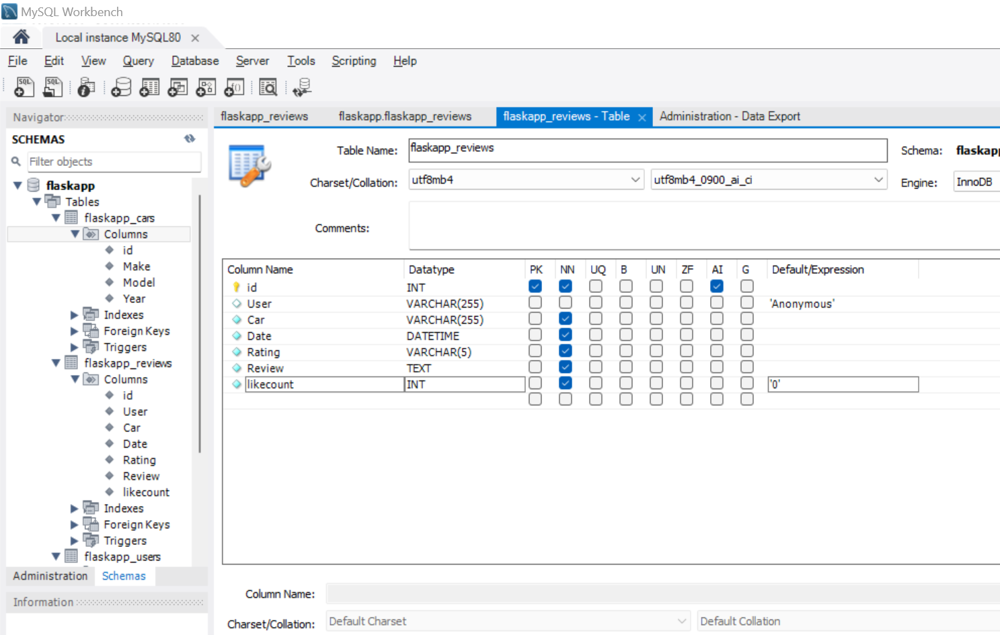 MySQL Workbench
Local instance MySQL80
File Edit View Query Database Server Tools Scripting Help
SQL SQL
Navigator
SCHEMAS
Filter objects
flaskapp
Tables
flaskapp_cars
Columns
id
Make
Model
Year
Indexes
Foreign Keys
Triggers
flaskapp_reviews
Columns
id
User
Car
Date
Rating
Review
likecount
Indexes
Foreign Keys
Triggers
flaskapp_users
Administration Schemas
Information
flaskapp_reviews flaskapp.flaskapp_reviews flaskapp_reviews - Table Administration - Data Export
Table Name: flaskapp_reviews Schema: flaskapp
Charset/Collation: utf8mb4 utf8mb4_0900_ai_ci Engine: InnoDB
Comments:
Column Name Datatype PK NN UQ B UN ZF AI G Default/Expression
id INT
User VARCHAR(255) 'Anonymous'
Car VARCHAR(255)
Date DATETIME
Rating VARCHAR(5)
Review TEXT
likecount INT '0'
Column Name:
Charset/Collation: Default Charset Default Collation